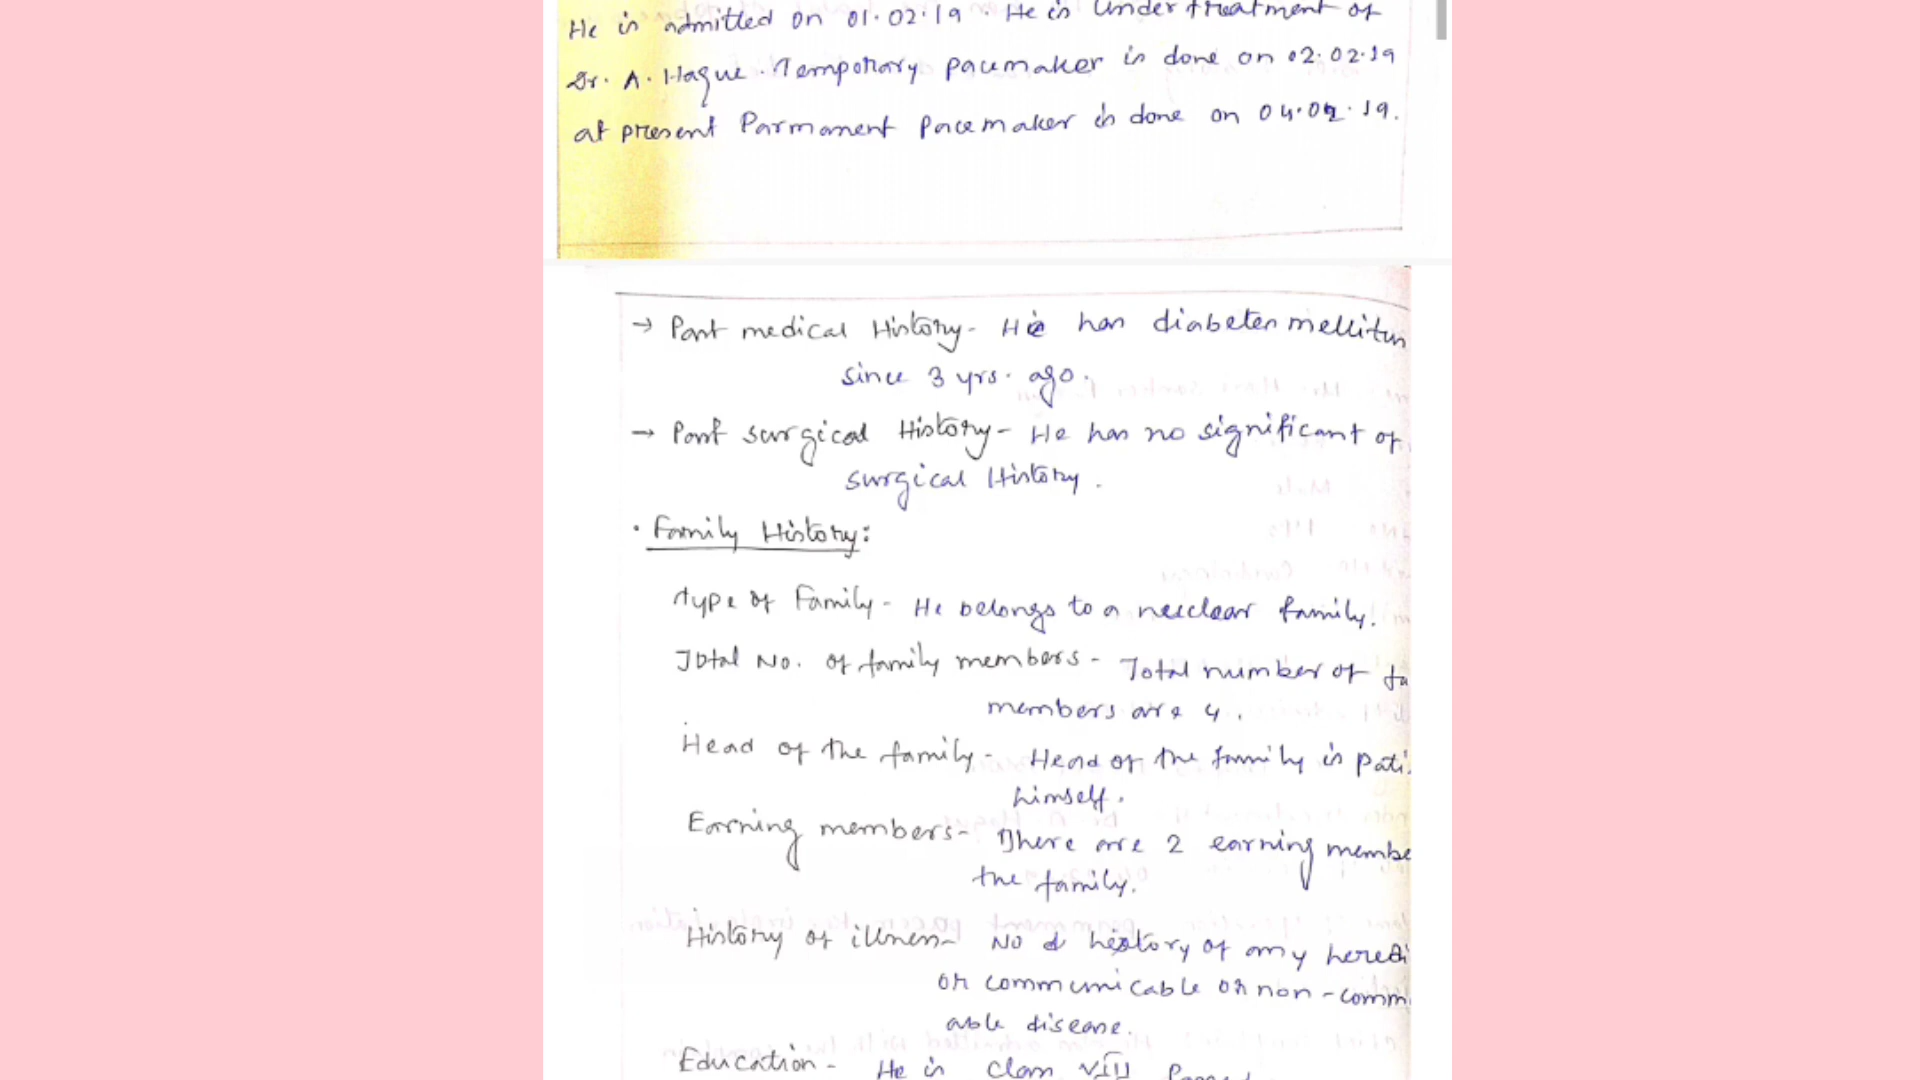 He is admitted on 01.02.19. He is under treatment of
Dr. A. Haque. Temporary pacemaker is done on 02.02.19
at present Parmanent Pacemaker is done on 04.02.19.
→ Past medical History - He has diabetes mellitus
since 3 yrs. ago.
→ Past surgical History - He has no significant of
surgical History.
• Family History:
Type of Family - He belongs to a neuclear family.
Total No. of family members - Total number of fa
members are 4.
Head of the family - Head of the family is pati
himself.
Earning members - There are 2 earning membe
the family.
History of illness - No history of any heredi
or communicable or non-comm
able disease.
Education - He is Class VIII Passed